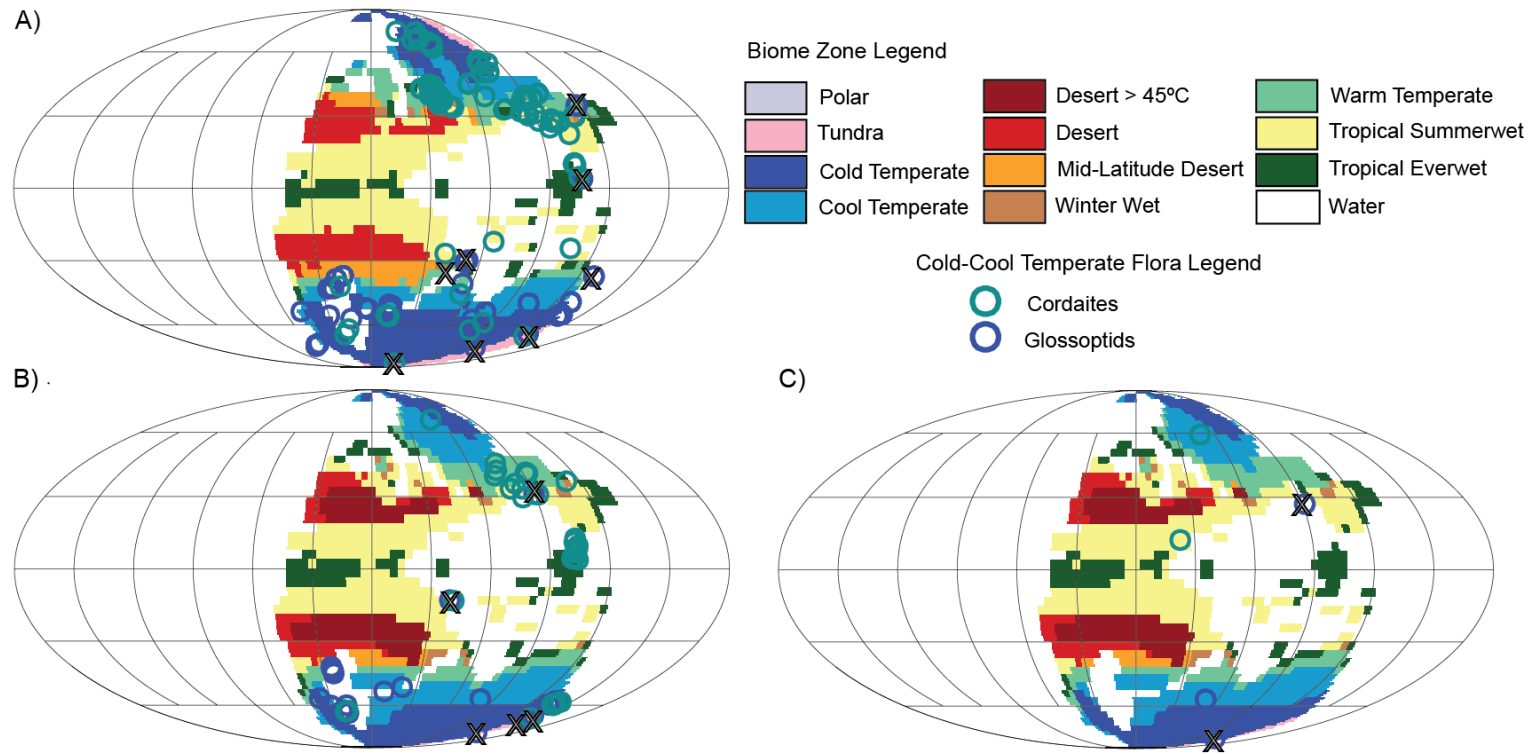 A)
Biome Zone Legend
Polar
Desert > 45ºC
Warm Temperate
Tundra
Desert
Tropical Summerwet
Cold Temperate
Mid-Latitude Desert
Tropical Everwet
Cool Temperate
Winter Wet
Water
Cold-Cool Temperate Flora Legend
Cordaites
Glossoptids
X
X
X
X
X
X
X
X
B)
.
C)
X
X
X
X
X
X
X